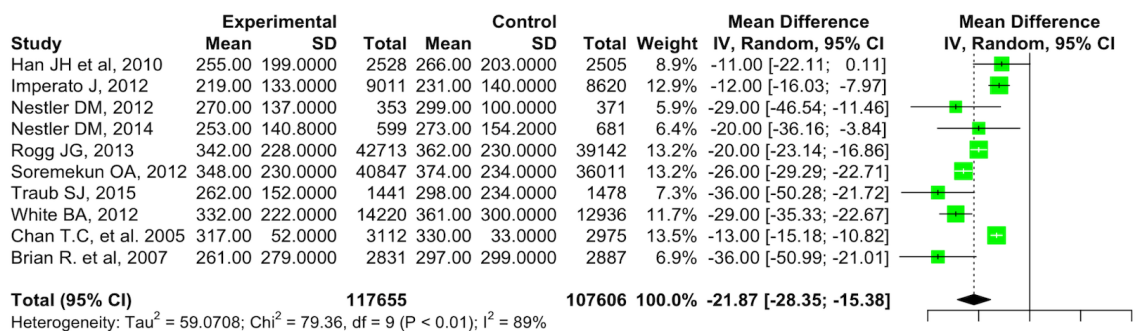 Experimental Control Mean Difference Mean Difference
Study Mean SD Total Mean SD Total Weight IV, Random, 95% CI IV, Random, 95% CI
Han JH et al, 2010 255.00 199.0000 2528 266.00 203.0000 2505 8.9% -11.00 [-22.11; 0.11]
Imperato J, 2012 219.00 133.0000 9011 231.00 140.0000 8620 12.9% -12.00 [-16.03; -7.97]
Nestler DM, 2012 270.00 137.0000 353 299.00 100.0000 371 5.9% -29.00 [-46.54; -11.46]
Nestler DM, 2014 253.00 140.8000 599 273.00 154.2000 681 6.4% -20.00 [-36.16; -3.84]
Rogg JG, 2013 342.00 228.0000 42713 362.00 230.0000 39142 13.2% -20.00 [-23.14; -16.86]
Soremekun OA, 2012 348.00 230.0000 40847 374.00 234.0000 36011 13.2% -26.00 [-29.29; -22.71]
Traub SJ, 2015 262.00 152.0000 1441 298.00 234.0000 1478 7.3% -36.00 [-50.28; -21.72]
White BA, 2012 332.00 222.0000 14220 361.00 300.0000 12936 11.7% -29.00 [-35.33; -22.67]
Chan T.C, et al. 2005 317.00 52.0000 3112 330.00 33.0000 2975 13.5% -13.00 [-15.18; -10.82]
Brian R. et al, 2007 261.00 279.0000 2831 297.00 299.0000 2887 6.9% -36.00 [-50.99; -21.01]
Total (95% CI) 117655 107606 100.0% -21.87 [-28.35; -15.38]
Heterogeneity: Tau² = 59.0708; Chi² = 79.36, df = 9 (P < 0.01); I² = 89%